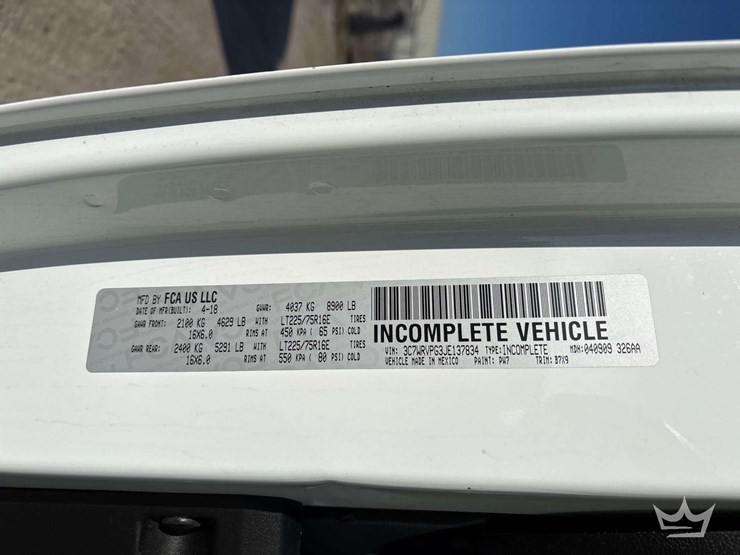 MFD BY FCA US LLC
DATE OF MFR(BUILT): 4-18 GVWR: 4037 KG 8900 LB
GAWR FRONT: 2100 KG 4629 LB WITH LT225/75R16E TIRES
16X6.0 RIMS AT 450 KPA ( 65 PSI) COLD
GAWR REAR: 2400 KG 5291 LB WITH LT225/75R16E TIRES
16X6.0 RIMS AT 550 KPA ( 80 PSI) COLD
INCOMPLETE VEHICLE
VIN: 3C7WRVPG3JE137834 TYPE: INCOMPLETE MDH: 040909 326AA
VEHICLE MADE IN MEXICO PAINT: PW7 TRIM: B7X9